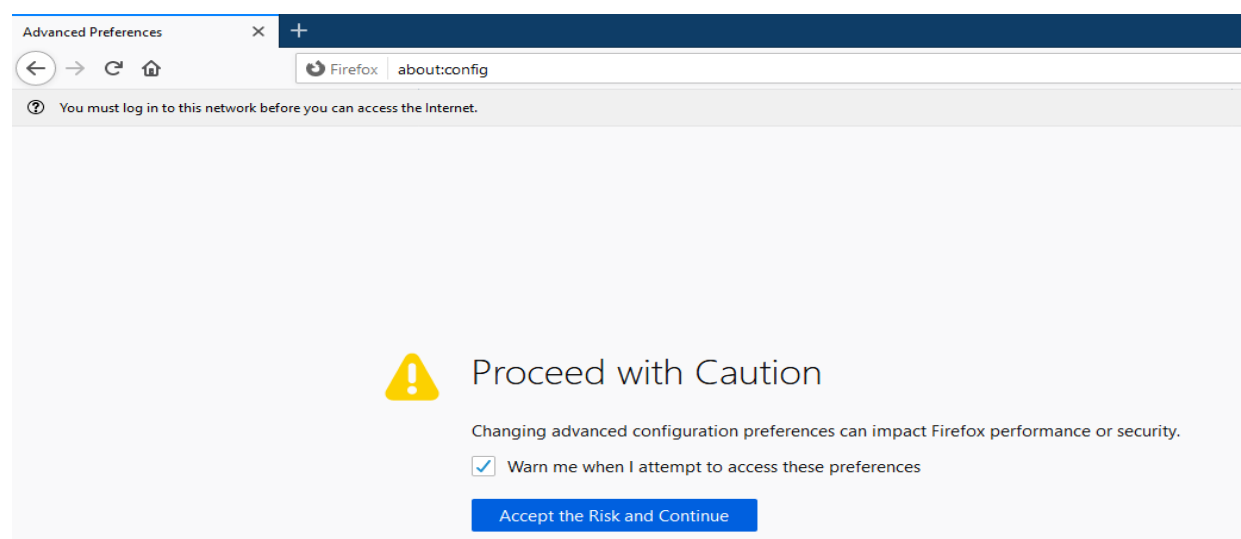 Advanced Preferences
Firefox about:config
You must log in to this network before you can access the Internet.
Proceed with Caution
Changing advanced configuration preferences can impact Firefox performance or security.
Warn me when I attempt to access these preferences
Accept the Risk and Continue